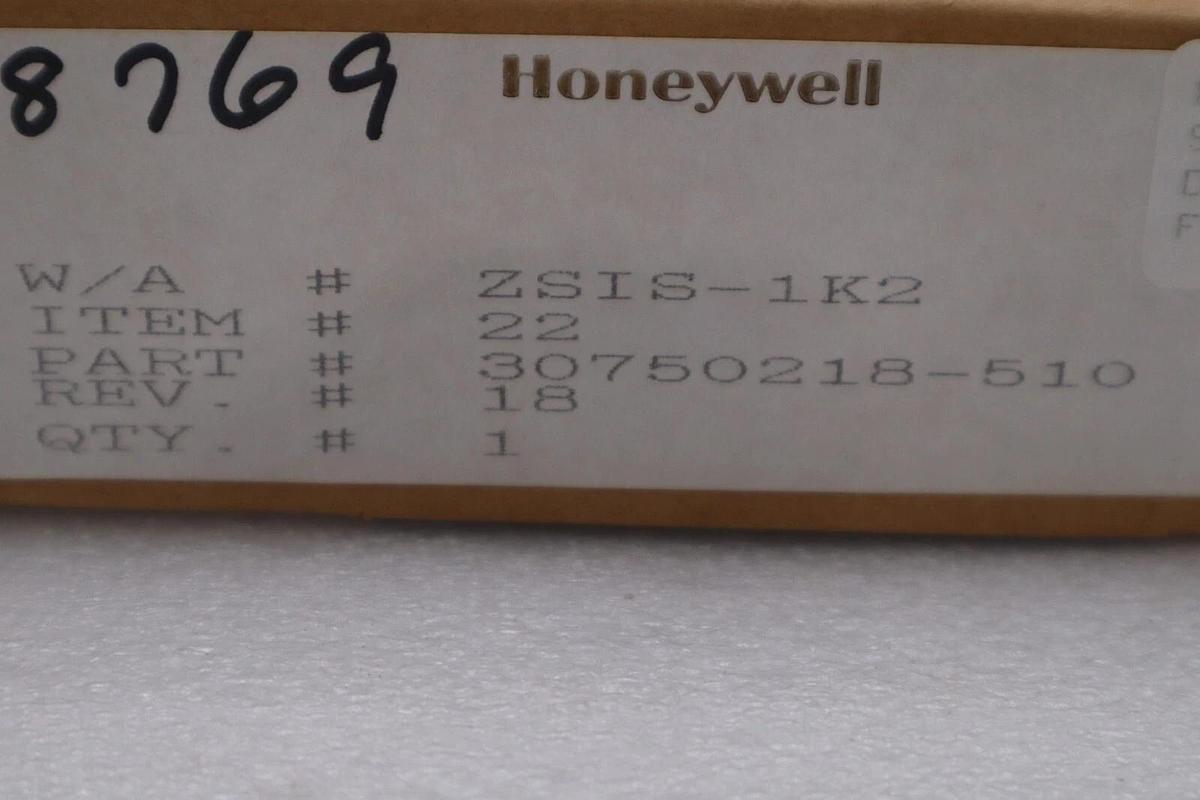 8769
Honeywell
W/A # ZSIS-1K2
ITEM # 22
PART # 30750218-510
REV. # 18
QTY. # 1